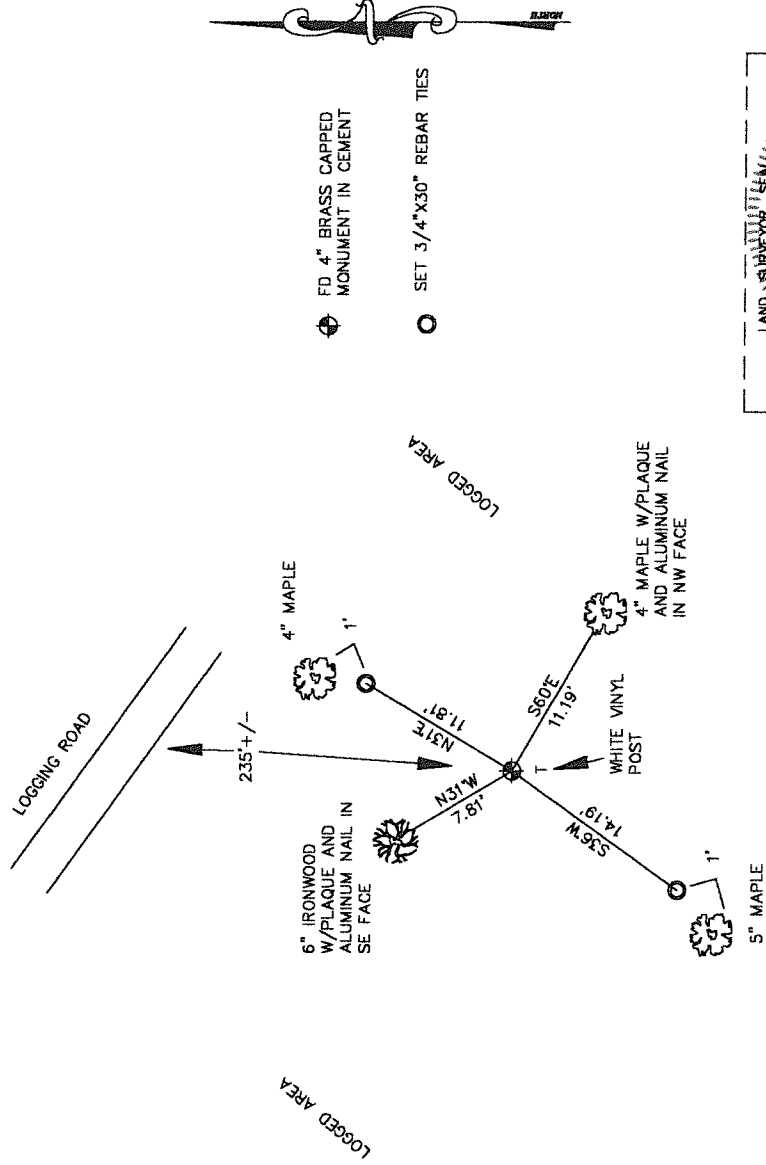 NORTH
FD 4" BRASS CAPPED
MONUMENT IN CEMENT
SET 3/4"X30" REBAR TIES
LOGGING ROAD
235'+/-
4" MAPLE
1'
LOGGED AREA
6" IRONWOOD
W/PLAQUE AND
ALUMINUM NAIL IN
SE FACE
N31°E
11.81'
N31°W
7.81'
S60°E
11.19'
4" MAPLE W/PLAQUE
AND ALUMINUM NAIL
IN NW FACE
T
WHITE VINYL
POST
S36°W
14.19'
1'
5" MAPLE
LOGGED AREA
LAND SURVEYOR SEAL